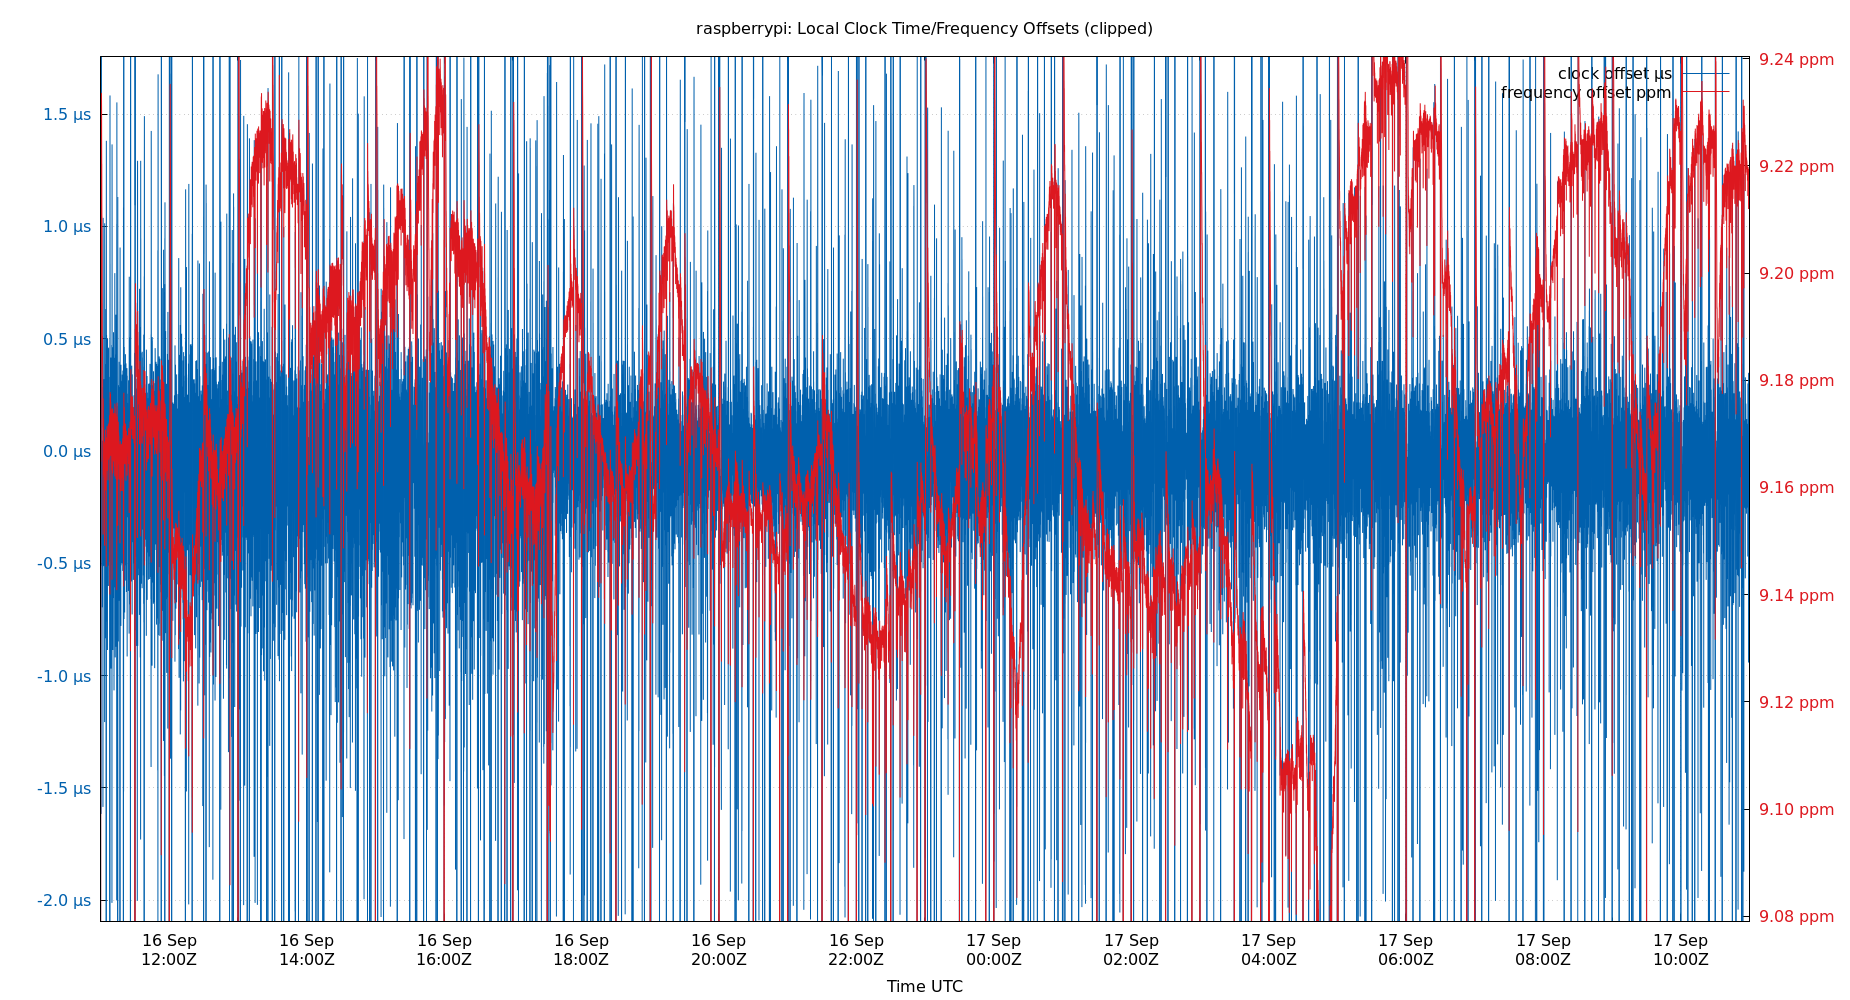 raspberrypi: Local Clock Time/Frequency Offsets (clipped)
clock offset µs
frequency offset ppm
1.5 µs
1.0 µs
0.5 µs
0.0 µs
-0.5 µs
-1.0 µs
-1.5 µs
-2.0 µs
9.24 ppm
9.22 ppm
9.20 ppm
9.18 ppm
9.16 ppm
9.14 ppm
9.12 ppm
9.10 ppm
9.08 ppm
16 Sep 16 Sep 16 Sep 16 Sep 16 Sep 16 Sep 17 Sep 17 Sep 17 Sep 17 Sep 17 Sep 17 Sep
12:00Z 14:00Z 16:00Z 18:00Z 20:00Z 22:00Z 00:00Z 02:00Z 04:00Z 06:00Z 08:00Z 10:00Z
Time UTC